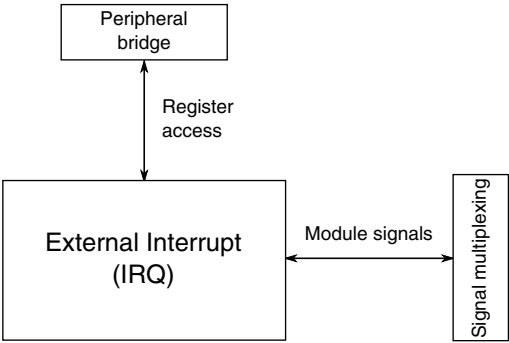 Peripheral
bridge
Register
access
External Interrupt
(IRQ)
Module signals
Signal multiplexing